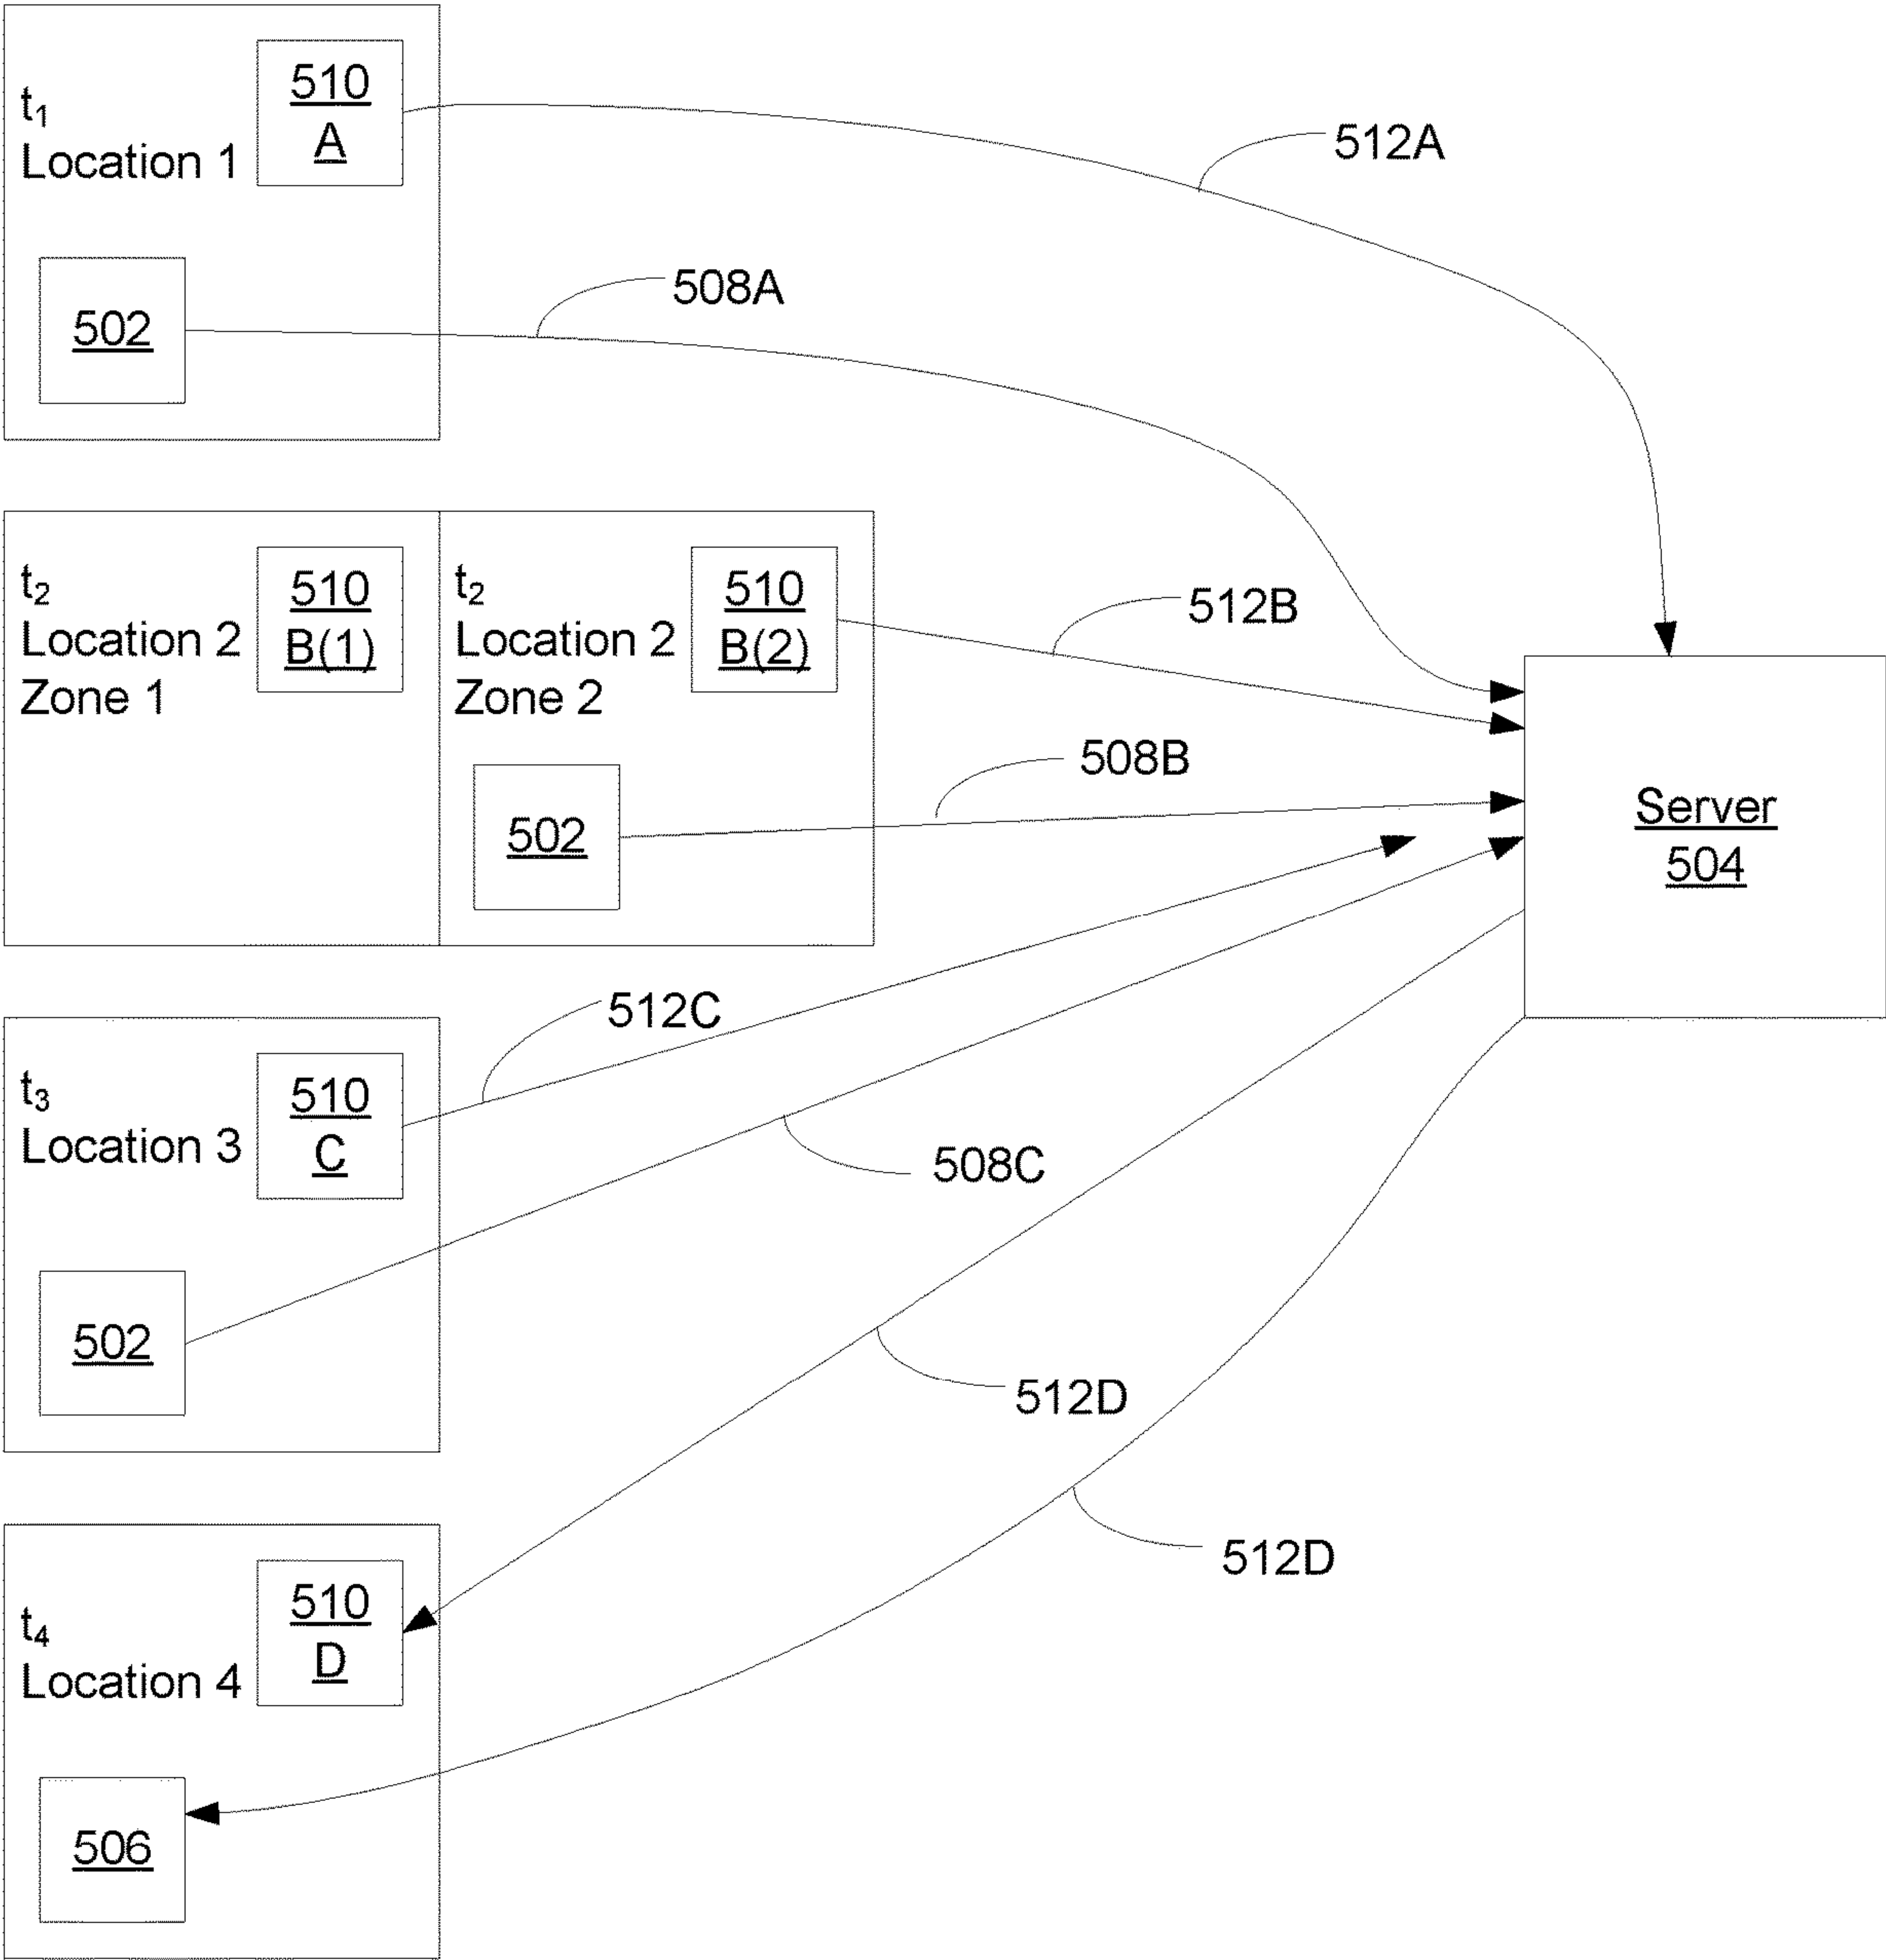 510
A
t₁
Location 1
512A
502
508A
510
B(1)
t₂
Location 2
Zone 1
510
B(2)
t₂
Location 2
Zone 2
512B
508B
502
Server
504
512C
510
C
t₃
Location 3
508C
502
512D
512D
510
D
t₄
Location 4
506